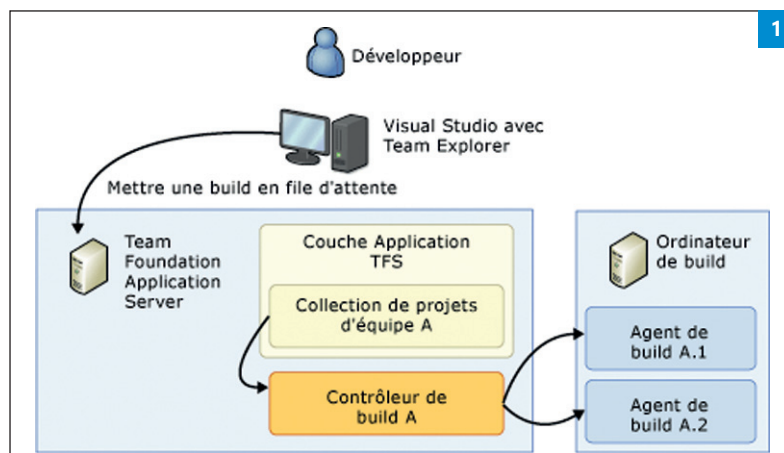 1
Développeur
Visual Studio avec
Team Explorer
Mettre une build en file d'attente
Team
Foundation
Application
Server
Couche Application
TFS
Collection de projets
d'équipe A
Contrôleur de
build A
Ordinateur
de build
Agent de
build A.1
Agent de
build A.2